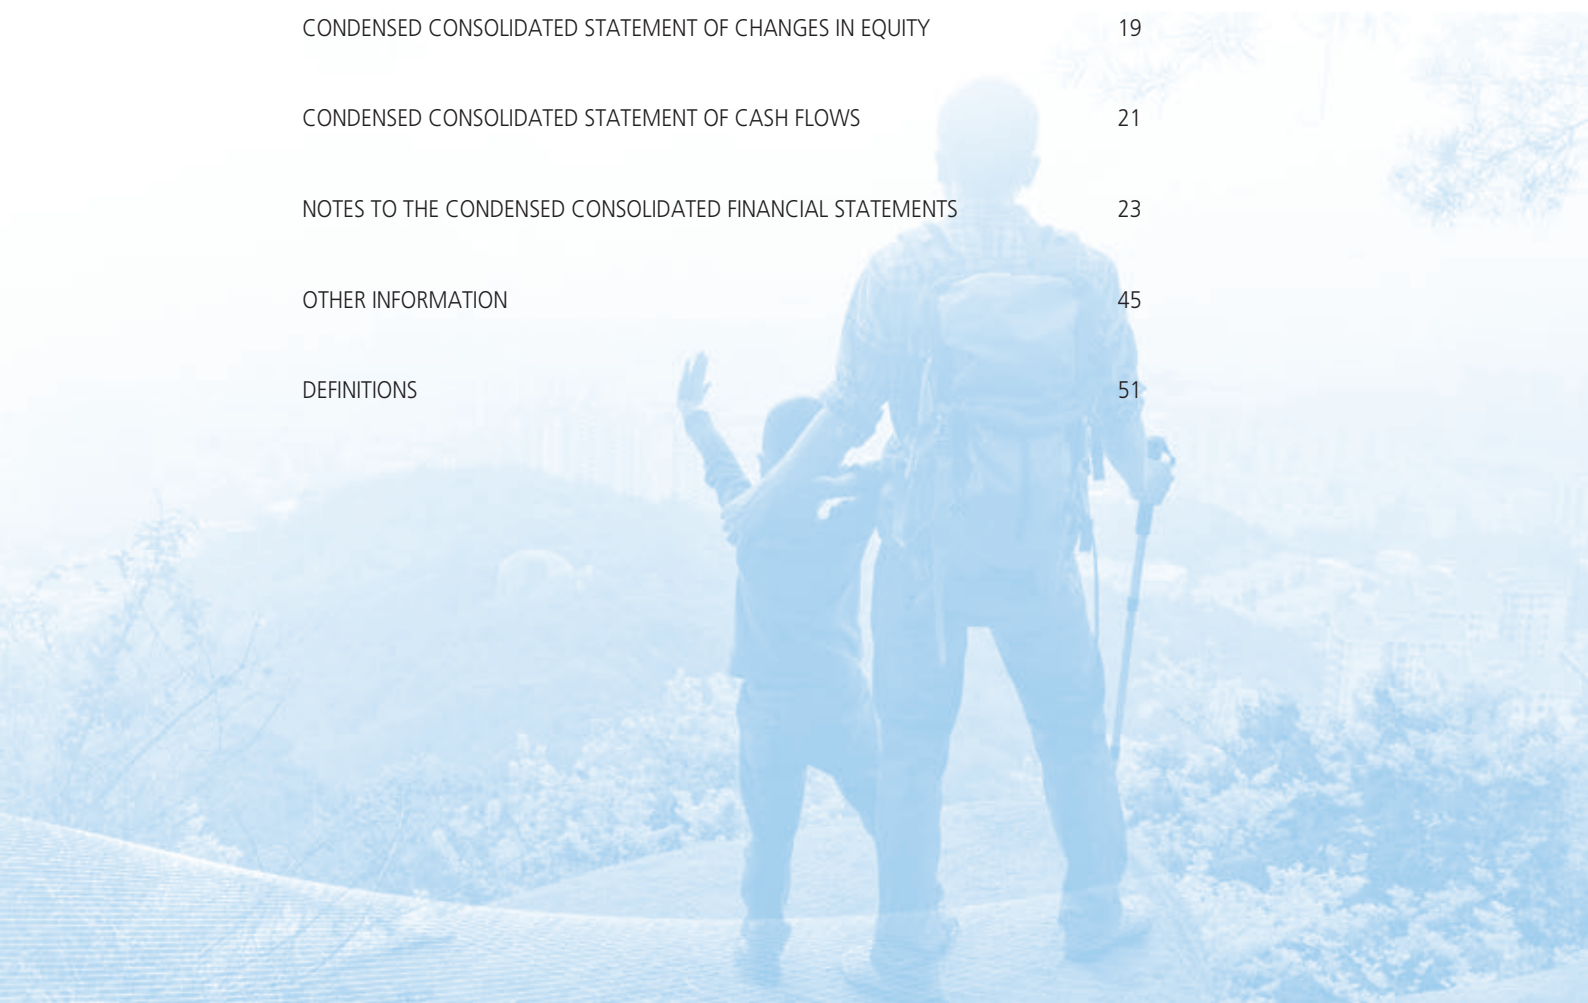 CONDENSED CONSOLIDATED STATEMENT OF CHANGES IN EQUITY 19
CONDENSED CONSOLIDATED STATEMENT OF CASH FLOWS 21
NOTES TO THE CONDENSED CONSOLIDATED FINANCIAL STATEMENTS 23
OTHER INFORMATION 45
DEFINITIONS 51